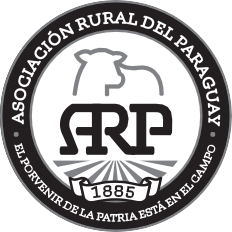 ASOCIACIÓN RURAL DEL PARAGUAY
ARP
1885
EL PORVENIR DE LA PATRIA ESTÁ EN EL CAMPO